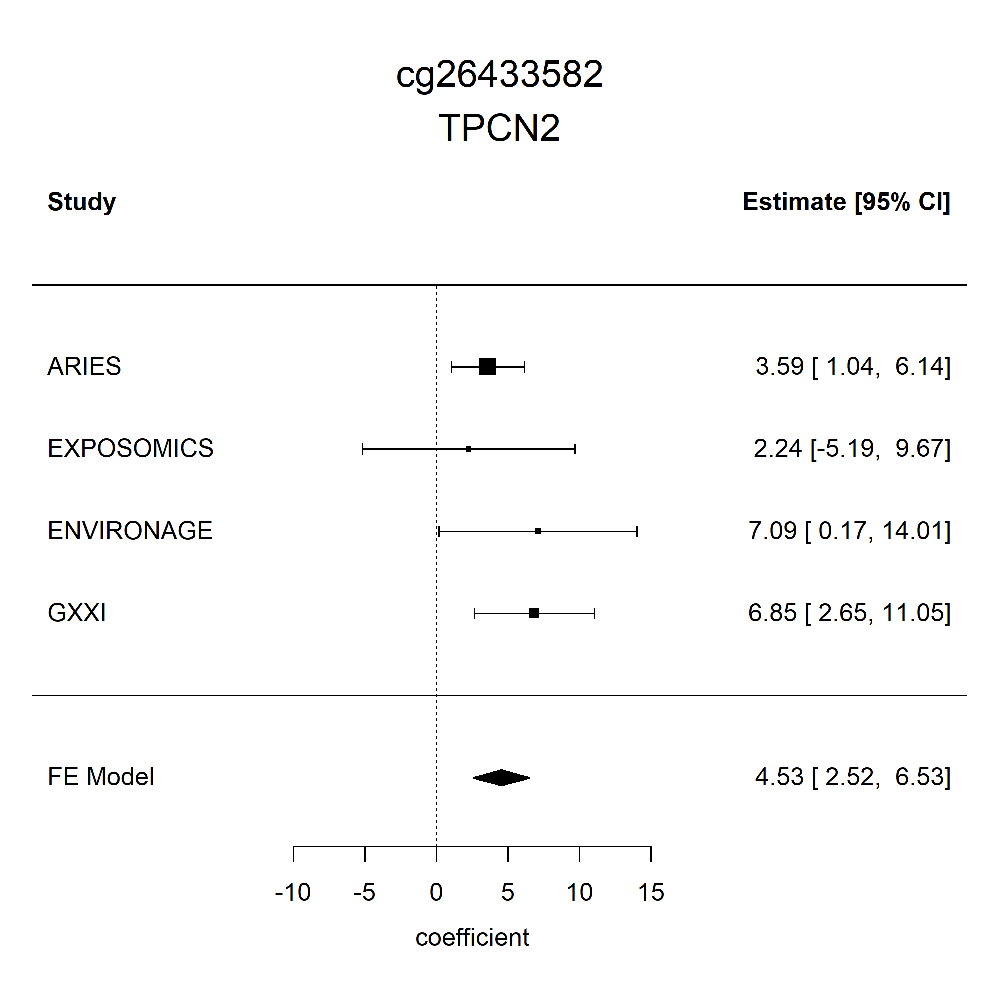 cg26433582
TPCN2
Study Estimate [95% CI]
ARIES 3.59 [ 1.04, 6.14]
EXPOSOMICS 2.24 [-5.19, 9.67]
ENVIRONAGE 7.09 [ 0.17, 14.01]
GXXI 6.85 [ 2.65, 11.05]
FE Model 4.53 [ 2.52, 6.53]
-10 -5 0 5 10 15
coefficient